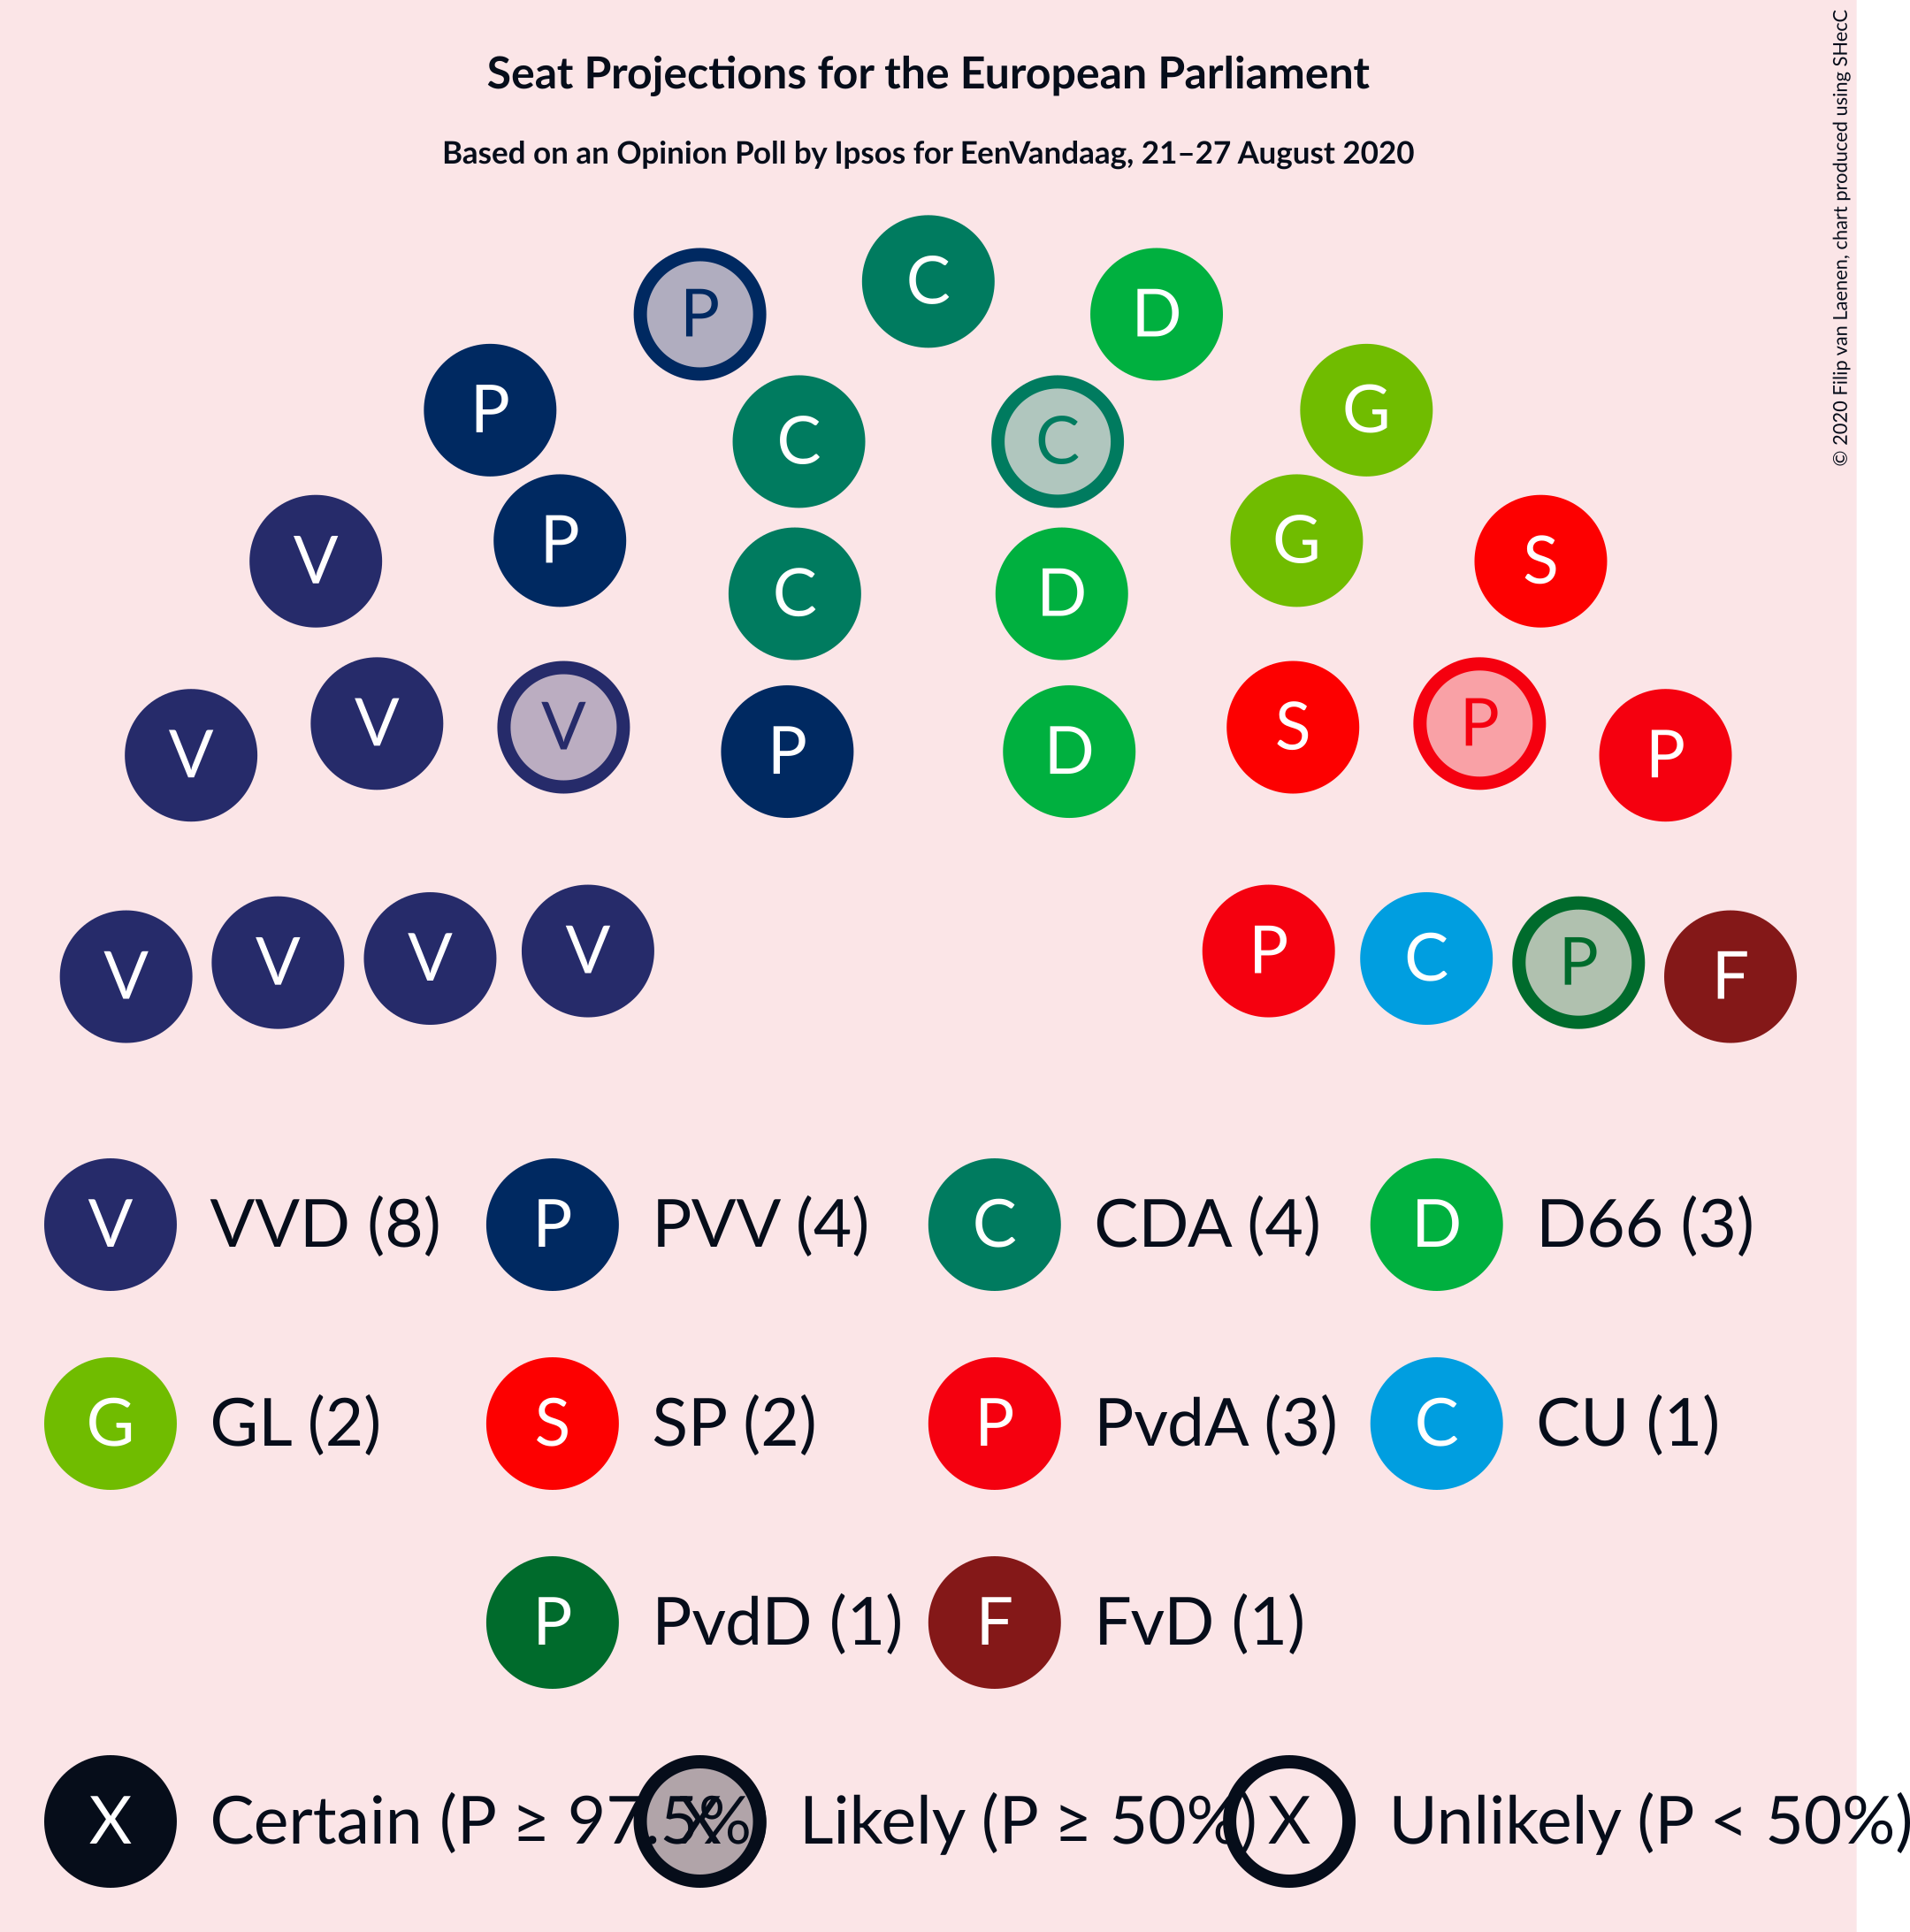 Seat Projections for the European Parliament
Based on an Opinion Poll by Ipsos for EenVandaag, 21–27 August 2020
© 2020 Filip van Laenen, chart produced using SHecC
C
P D
P C C G
V P C D G S
V V V P D S P P
V V V V P C P F
V VVD (8) P PVV (4) C CDA (4) D D66 (3)
G GL (2) S SP (2) P PvdA (3) C CU (1)
P PvdD (1) F FvD (1)
X Certain (P ≥ 97.5% X Likely (P ≥ 50%) X Unlikely (P < 50%)